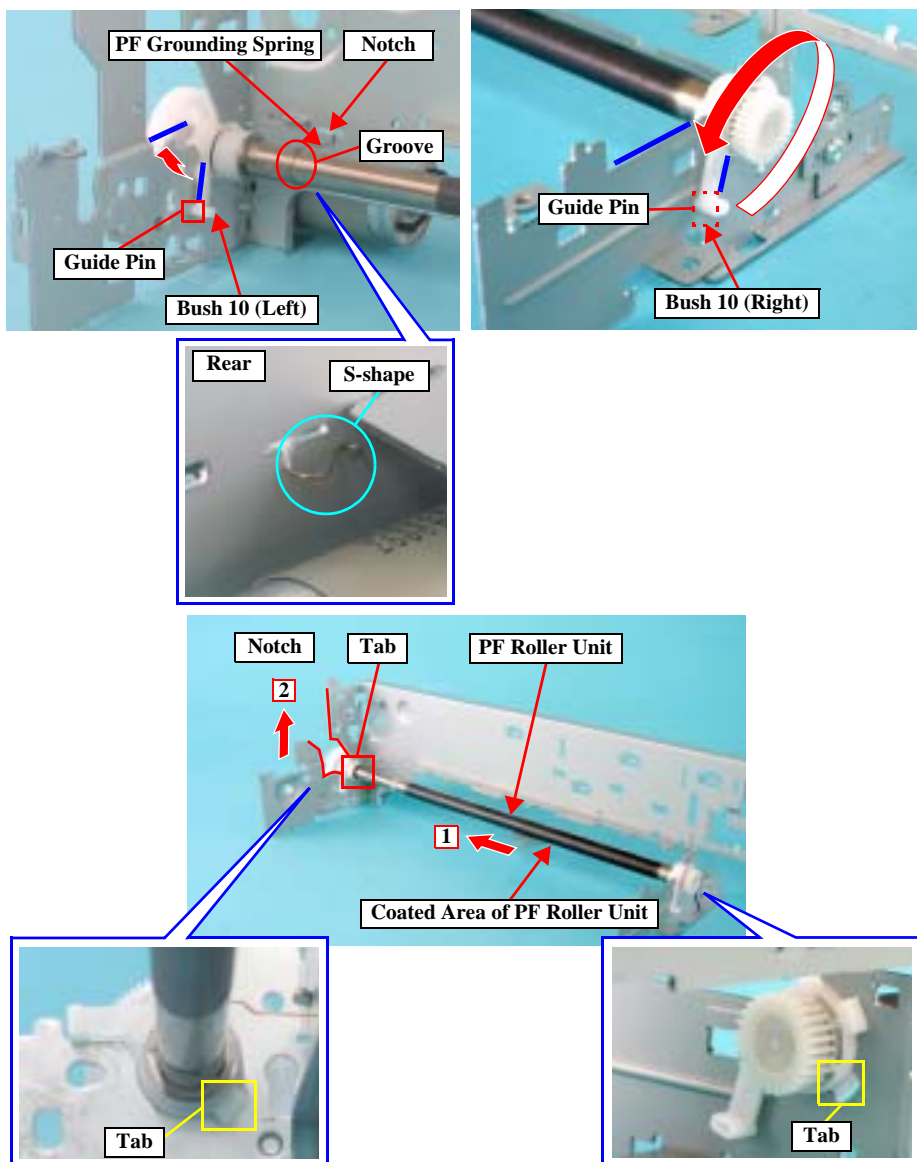 PF Grounding Spring
Notch
Groove
Guide Pin
Bush 10 (Left)
Guide Pin
Bush 10 (Right)
Rear
S-shape
Notch
Tab
PF Roller Unit
2
1
Coated Area of PF Roller Unit
Tab
Tab